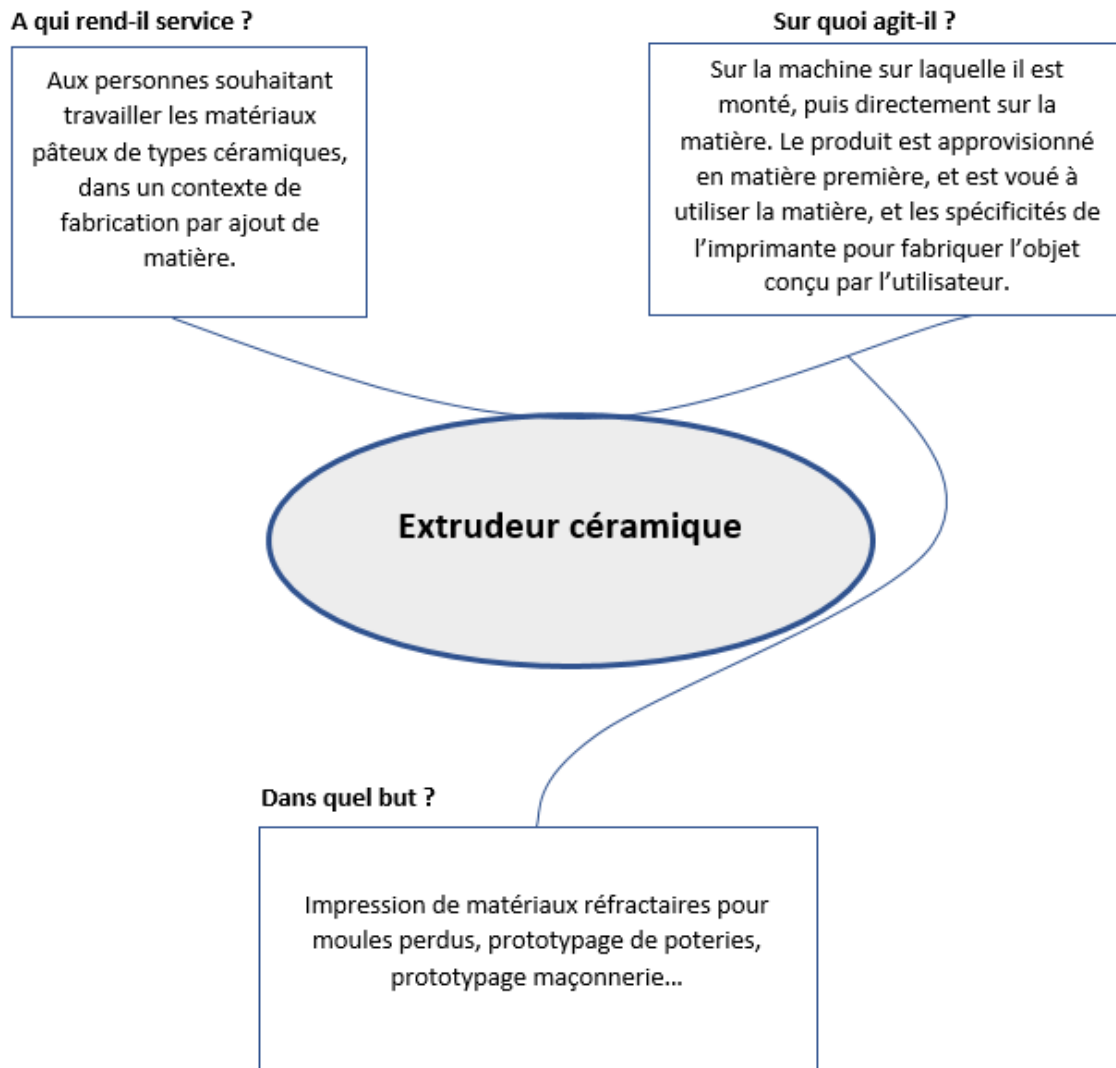 A qui rend-il service ?
Aux personnes souhaitant
travailler les matériaux
pâteux de types céramiques,
dans un contexte de
fabrication par ajout de
matière.
Sur quoi agit-il ?
Sur la machine sur laquelle il est
monté, puis directement sur la
matière. Le produit est approvisionné
en matière première, et est voué à
utiliser la matière, et les spécificités de
l’imprimante pour fabriquer l’objet
conçu par l’utilisateur.
Extrudeur céramique
Dans quel but ?
Impression de matériaux réfractaires pour
moules perdus, prototypage de poteries,
prototypage maçonnerie…